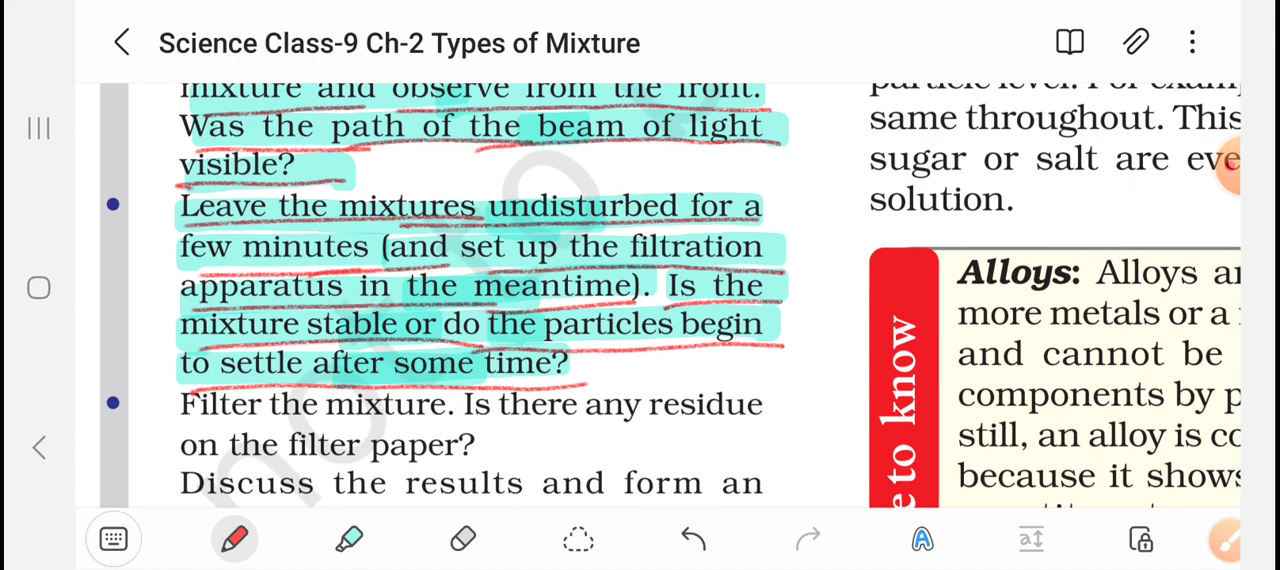 Science Class-9 Ch-2 Types of Mixture
mixture and observe from the front.
Was the path of the beam of light
visible?
Leave the mixtures undisturbed for a
few minutes (and set up the filtration
apparatus in the meantime). Is the
mixture stable or do the particles begin
to settle after some time?
Filter the mixture. Is there any residue
on the filter paper?
Discuss the results and form an
same throughout. This
sugar or salt are eve
solution.
e to know
Alloys: Alloys ar
more metals or a
and cannot be
components by p
still, an alloy is co
because it shows